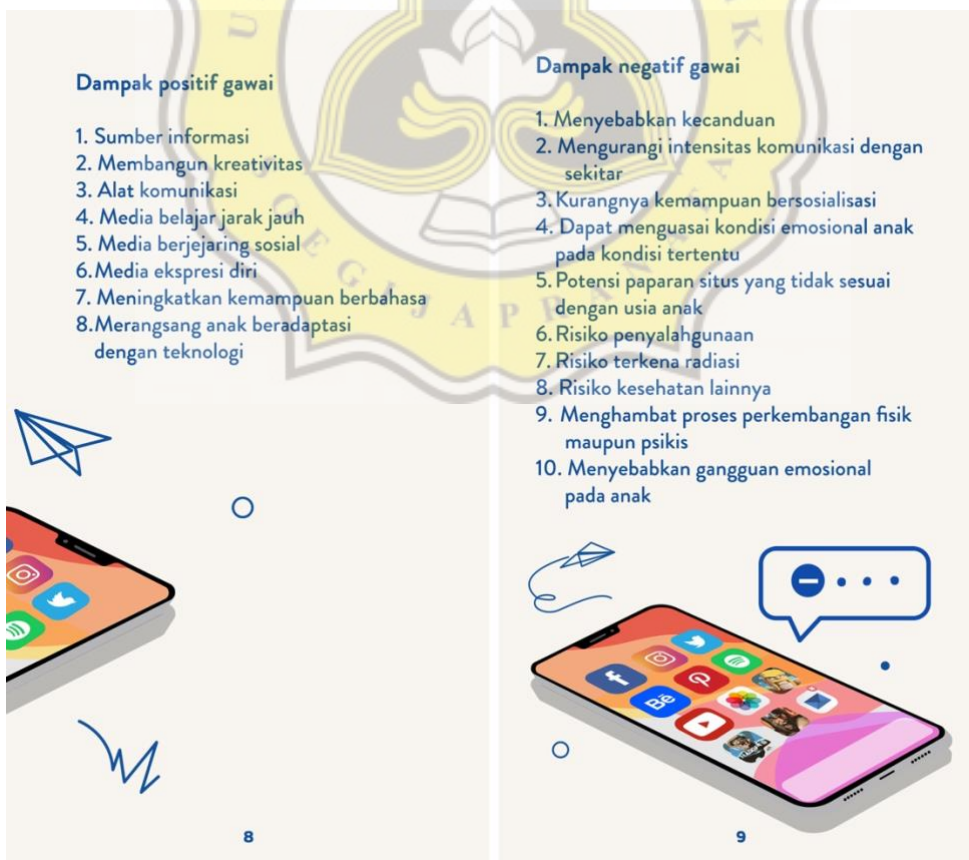 Dampak positif gawai
1. Sumber informasi
2. Membangun kreativitas
3. Alat komunikasi
4. Media belajar jarak jauh
5. Media berjejaring sosial
6. Media ekspresi diri
7. Meningkatkan kemampuan berbahasa
8. Merangsang anak beradaptasi
dengan teknologi
8
Dampak negatif gawai
1. Menyebabkan kecanduan
2. Mengurangi intensitas komunikasi dengan
sekitar
3. Kurangnya kemampuan bersosialisasi
4. Dapat menguasai kondisi emosional anak
pada kondisi tertentu
5. Potensi paparan situs yang tidak sesuai
dengan usia anak
6. Risiko penyalahgunaan
7. Risiko terkena radiasi
8. Risiko kesehatan lainnya
9. Menghambat proses perkembangan fisik
maupun psikis
10. Menyebabkan gangguan emosional
pada anak
f
Bē
9